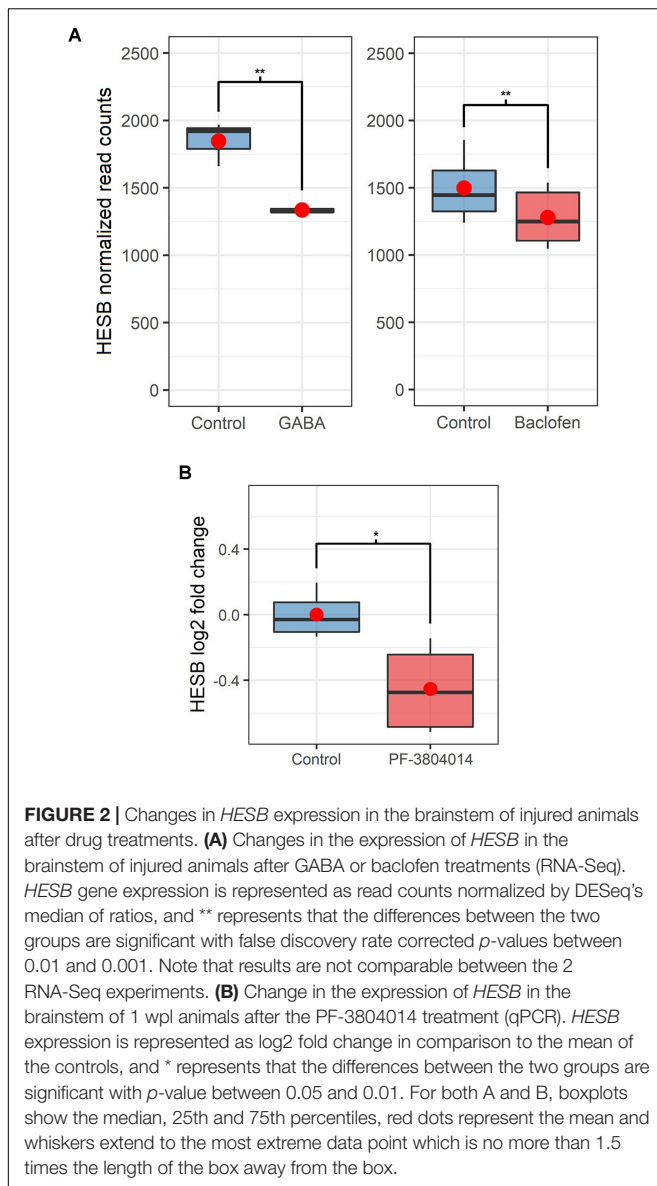 A
HESB normalized read counts
2500
2000
1500
1000
500
0
**
Control GABA
2500
2000
1500
1000
500
0
**
Control Baclofen
B
HESB log2 fold change
0.4
0.0
-0.4
*
Control PF-3804014
FIGURE 2 | Changes in HESB expression in the brainstem of injured animals
after drug treatments. (A) Changes in the expression of HESB in the
brainstem of injured animals after GABA or baclofen treatments (RNA-Seq).
HESB gene expression is represented as read counts normalized by DESeq's
median of ratios, and ** represents that the differences between the two
groups are significant with false discovery rate corrected p-values between
0.01 and 0.001. Note that results are not comparable between the 2
RNA-Seq experiments. (B) Change in the expression of HESB in the
brainstem of 1 wpl animals after the PF-3804014 treatment (qPCR). HESB
expression is represented as log2 fold change in comparison to the mean of
the controls, and * represents that the differences between the two groups are
significant with p-value between 0.05 and 0.01. For both A and B, boxplots
show the median, 25th and 75th percentiles, red dots represent the mean and
whiskers extend to the most extreme data point which is no more than 1.5
times the length of the box away from the box.